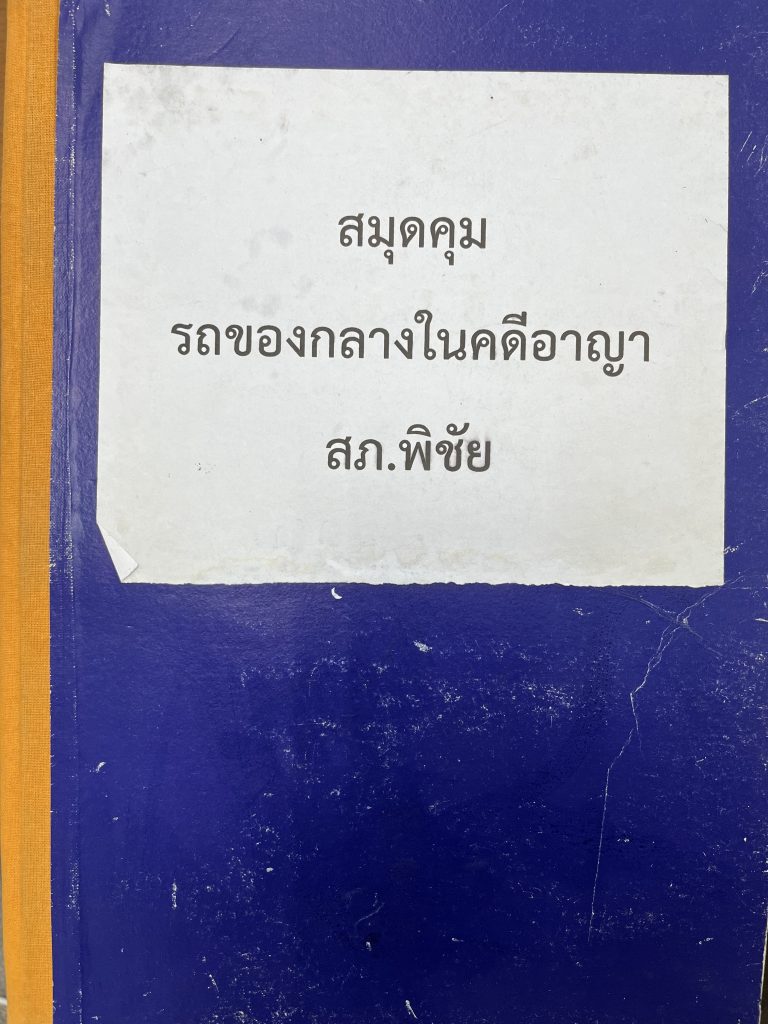 สมุดคุม
รถของกลางในคดีอาญา
สภ.พิชัย